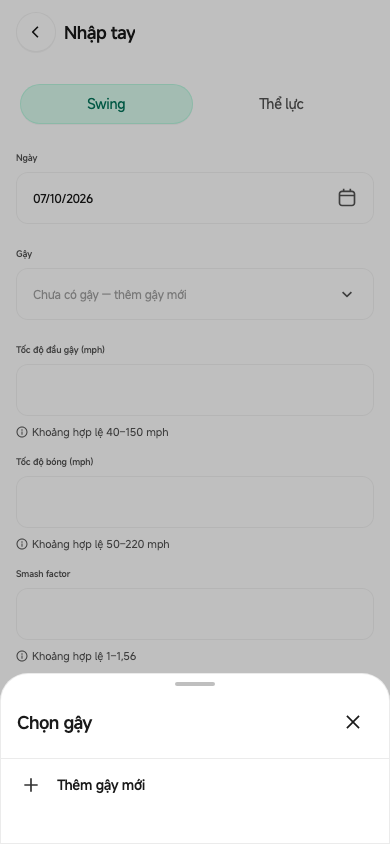 Nhập tay
Swing
Thể lực
Ngày
07/10/2026
Gậy
Chưa có gậy — thêm gậy mới
Tốc độ đầu gậy (mph)
Khoảng hợp lệ 40–150 mph
Tốc độ bóng (mph)
Khoảng hợp lệ 50–220 mph
Smash factor
Khoảng hợp lệ 1–1,56
Chọn gậy
Thêm gậy mới